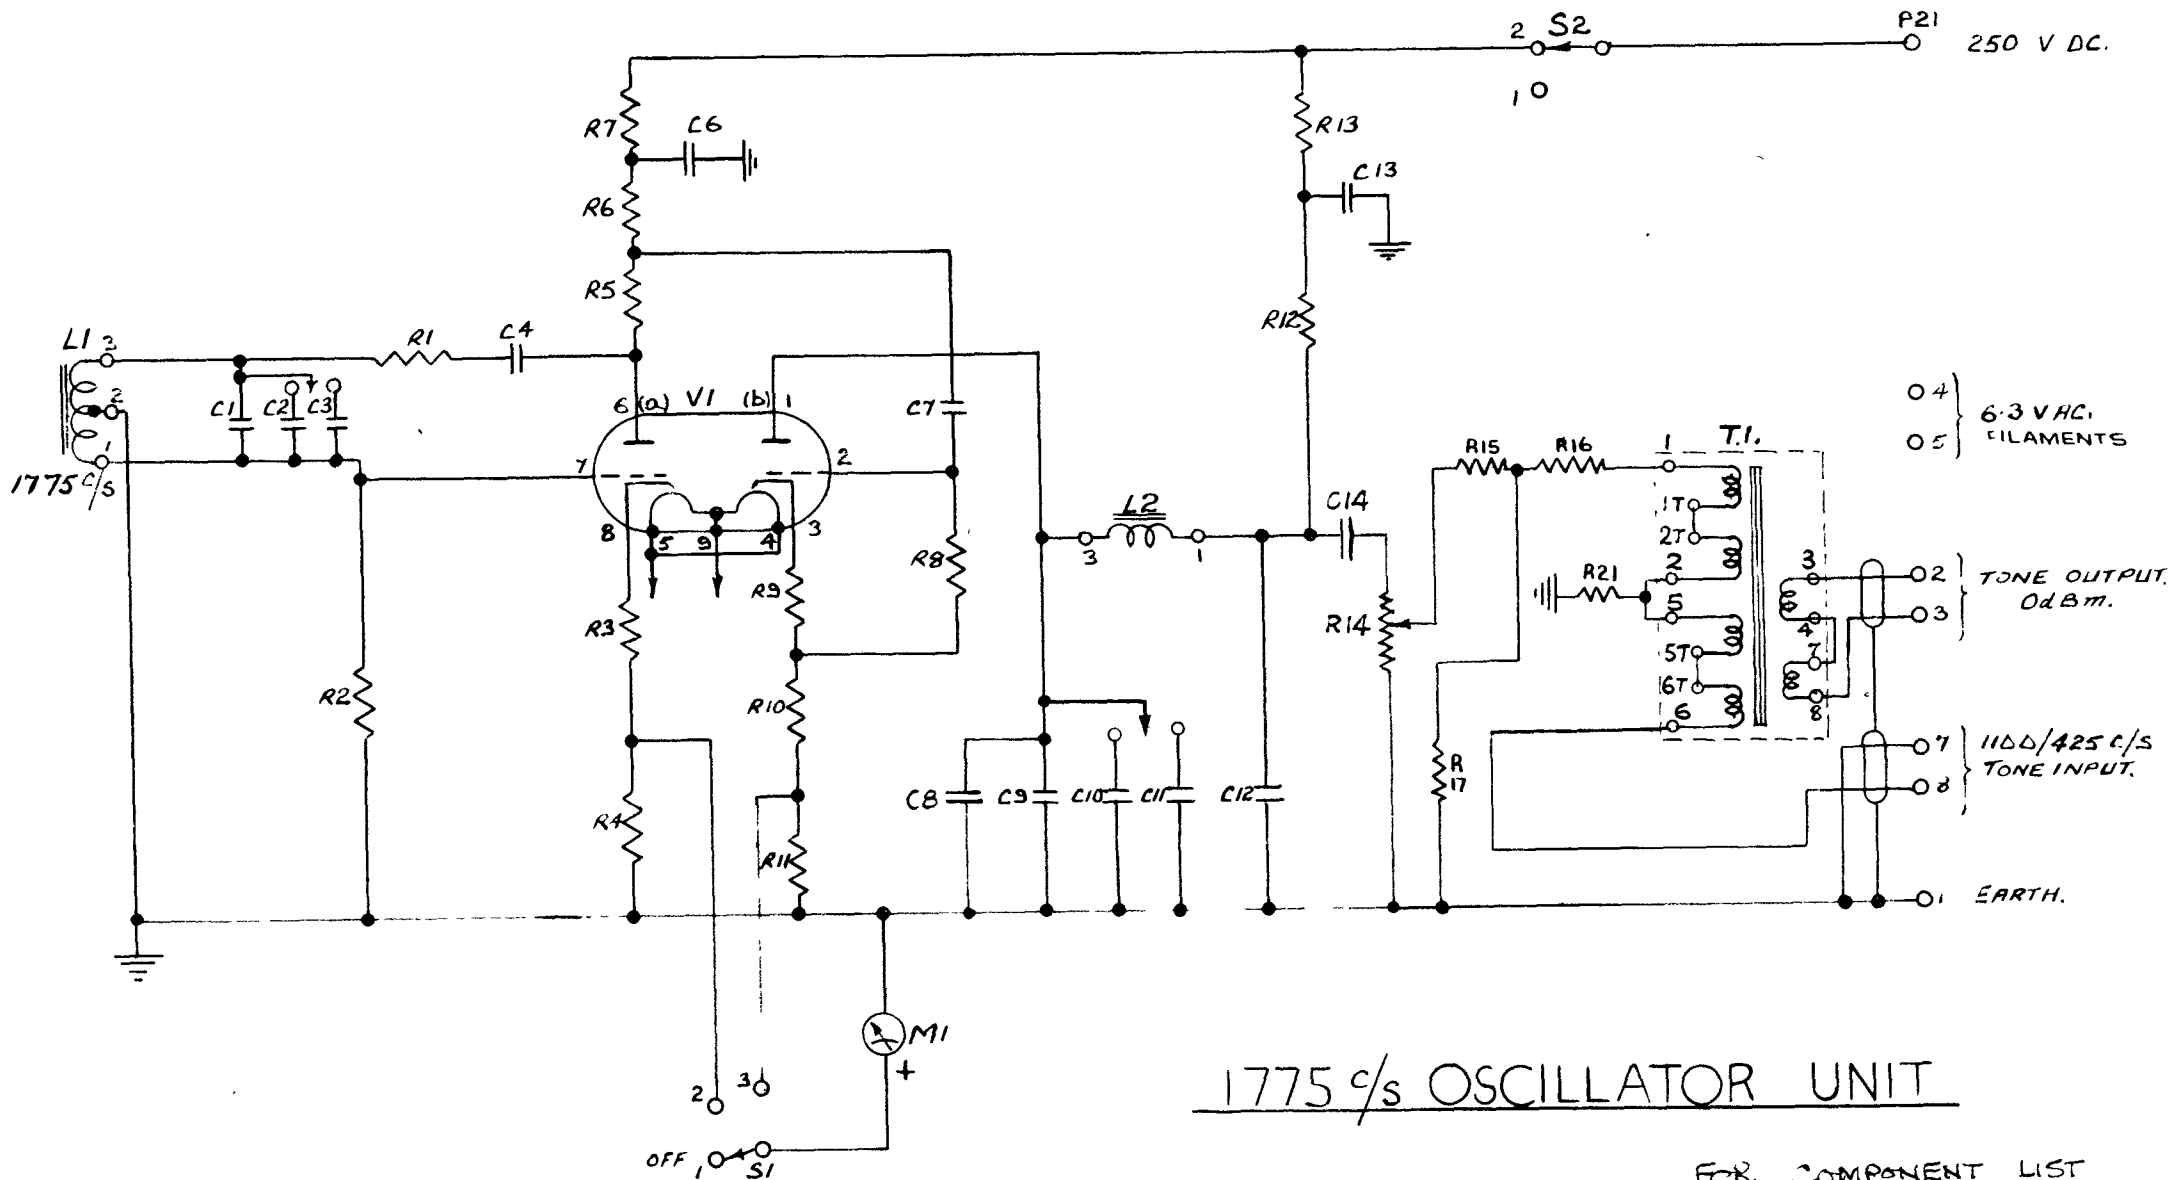 P21
2 S2
250 V DC.
1
R7
C6
R13
C13
R6
R5
R12
L1 3
R1
C4
2
C1 C2 C3
6 (a) V1 (b) 1
C7
1
1775 c/s
7
2
8 5 9 4 3
R8
R9
R3
R2
R10
R4
R11
L2
3 1
C14
R14
C8 C9 C10 C11 C12
R15 R16
1 T.1.
1T
2T
2
R21
5
5T
6T
6
3
4
7
8
R
17
4
5
6.3 V AC.
FILAMENTS
2
3
TONE OUTPUT.
0dBm.
7
8
1100/425 C/S
TONE INPUT.
1 EARTH.
M1
+
2
3
OFF 1 S1
1775 c/s OSCILLATOR UNIT
FOR COMPONENT LIST